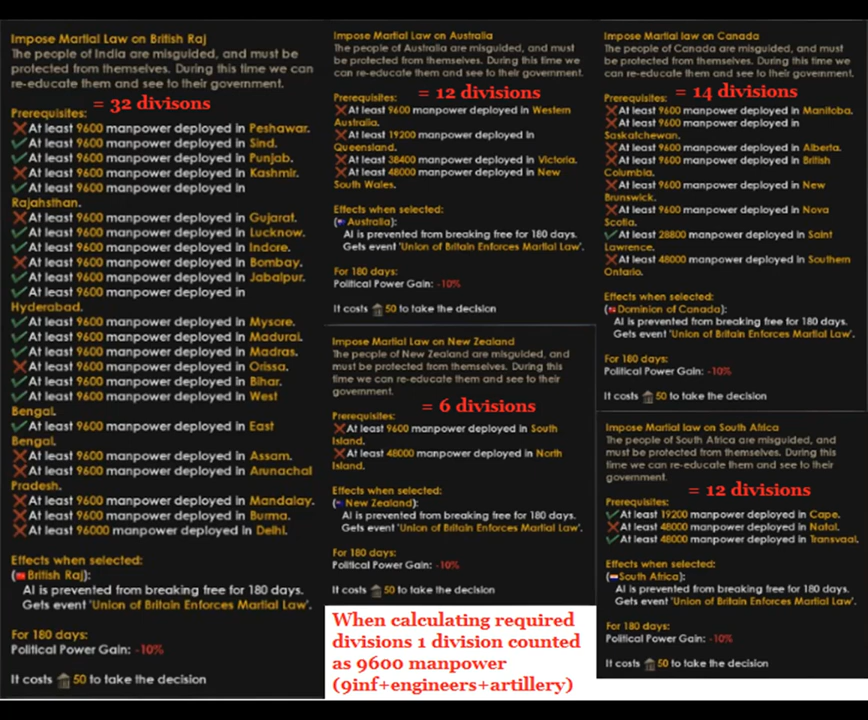 Impose Martial Law on British Raj
The people of India are misguided, and must be
protected from themselves. During this time we can
re-educate them and see to their government.
= 32 divisons
Prerequisites:
At least 9600 manpower deployed in Peshawar.
At least 9600 manpower deployed in Sind.
At least 9600 manpower deployed in Punjab.
At least 9600 manpower deployed in Kashmir.
At least 9600 manpower deployed in
Rajahsthan.
At least 9600 manpower deployed in Gujarat.
At least 9600 manpower deployed in Lucknow.
At least 9600 manpower deployed in Indore.
At least 9600 manpower deployed in Bombay.
At least 9600 manpower deployed in Jabalpur.
At least 9600 manpower deployed in
Hyderabad.
At least 9600 manpower deployed in Mysore.
At least 9600 manpower deployed in Madurai.
At least 9600 manpower deployed in Madras.
At least 9600 manpower deployed in Orissa.
At least 9600 manpower deployed in Bihar.
At least 9600 manpower deployed in West
Bengal.
At least 9600 manpower deployed in East
Bengal.
At least 9600 manpower deployed in Assam.
At least 9600 manpower deployed in Arunachal
Pradesh.
At least 9600 manpower deployed in Mandalay.
At least 9600 manpower deployed in Burma.
At least 96000 manpower deployed in Delhi.
Effects when selected:
(British Raj):
AI is prevented from breaking free for 180 days.
Gets event 'Union of Britain Enforces Martial Law'.
For 180 days:
Political Power Gain: -10%
It costs 50 to take the decision
Impose Martial Law on Australia
The people of Australia are misguided, and must
be protected from themselves. During this time we
can re-educate them and see to their government.
= 12 divisions
Prerequisites:
At least 9600 manpower deployed in Western
Australia.
At least 19200 manpower deployed in
Queensland.
At least 38400 manpower deployed in Victoria.
At least 48000 manpower deployed in New
South Wales.
Effects when selected:
(Australia):
AI is prevented from breaking free for 180 days.
Gets event 'Union of Britain Enforces Martial Law'.
For 180 days:
Political Power Gain: -10%
It costs 50 to take the decision
Impose Martial Law on New Zealand
The people of New Zealand are misguided, and
must be protected from themselves. During this
time we can re-educate them and see to their
government.
= 6 divisions
Prerequisites:
At least 9600 manpower deployed in South
Island.
At least 48000 manpower deployed in North
Island.
Effects when selected:
(New Zealand):
AI is prevented from breaking free for 180 days.
Gets event 'Union of Britain Enforces Martial Law'.
For 180 days:
Political Power Gain: -10%
It costs 50 to take the decision
When calculating required
divisions 1 division counted
as 9600 manpower
(9inf+engineers+artillery)
Impose Martial law on Canada
The people of Canada are misguided, and must
be protected from themselves. During this time we
can re-educate them and see to their government.
= 14 divisions
Prerequisites:
At least 9600 manpower deployed in Manitoba.
At least 9600 manpower deployed in
Saskatchewan.
At least 9600 manpower deployed in Alberta.
At least 9600 manpower deployed in British
Columbia.
At least 9600 manpower deployed in New
Brunswick.
At least 9600 manpower deployed in Nova
Scotia.
At least 28800 manpower deployed in Saint
Lawrence.
At least 48000 manpower deployed in Southern
Ontario.
Effects when selected:
(Dominion of Canada):
AI is prevented from breaking free for 180 days.
Gets event 'Union of Britain Enforces Martial Law'.
For 180 days:
Political Power Gain: -10%
It costs 50 to take the decision
Impose Martial law on South Africa
The people of South Africa are misguided, and
must be protected from themselves. During this
time we can re-educate them and see to their
government.
= 12 divisions
Prerequisites:
At least 19200 manpower deployed in Cape.
At least 48000 manpower deployed in Natal.
At least 48000 manpower deployed in Transvaal.
Effects when selected:
(South Africa):
AI is prevented from breaking free for 180 days.
Gets event 'Union of Britain Enforces Martial Law'.
For 180 days:
Political Power Gain: -10%
It costs 50 to take the decision